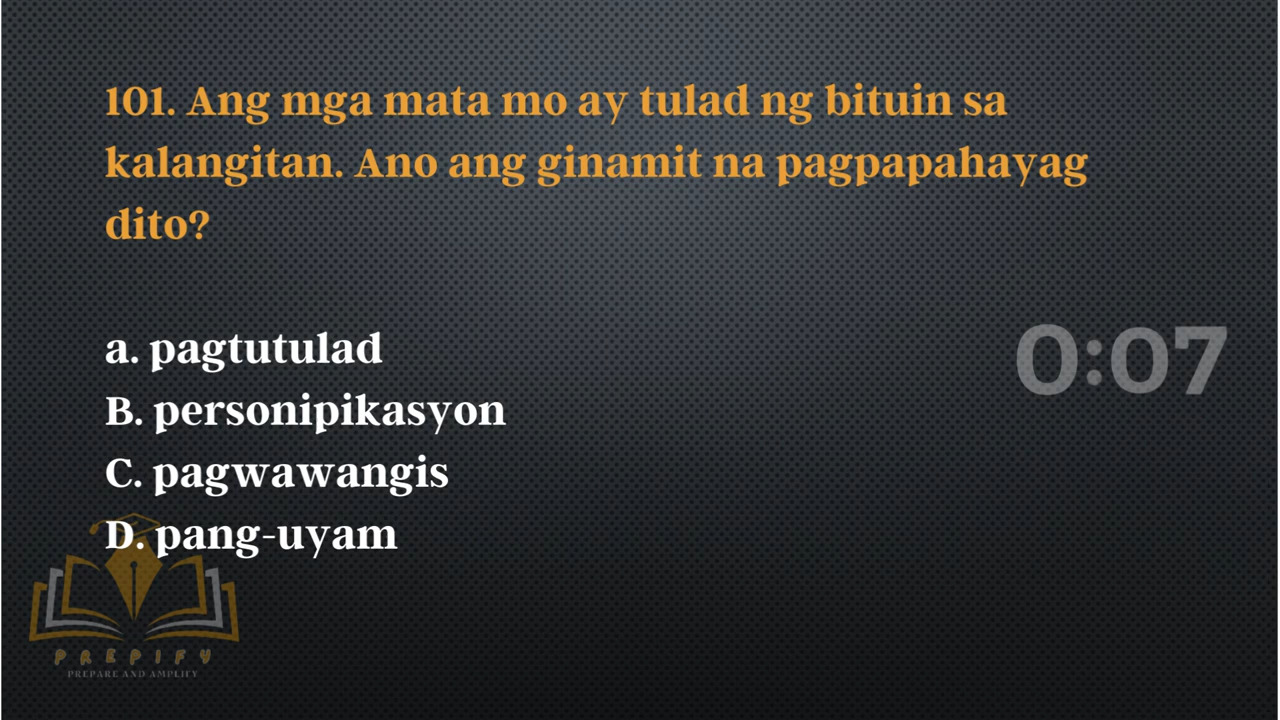 101. Ang mga mata mo ay tulad ng bituin sa
kalangitan. Ano ang ginamit na pagpapahayag
dito?
a. pagtutulad
B. personipikasyon
C. pagwawangis
D. pang-uyam
0:07
PREPIFY
PREPARE AND AMPLIFY